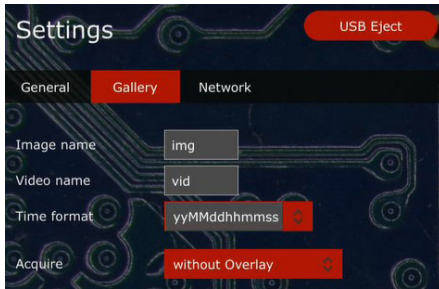 Settings
USB Eject
General Gallery Network
Image name img
Video name vid
Time format yyMMddhhmmss
Acquire without Overlay